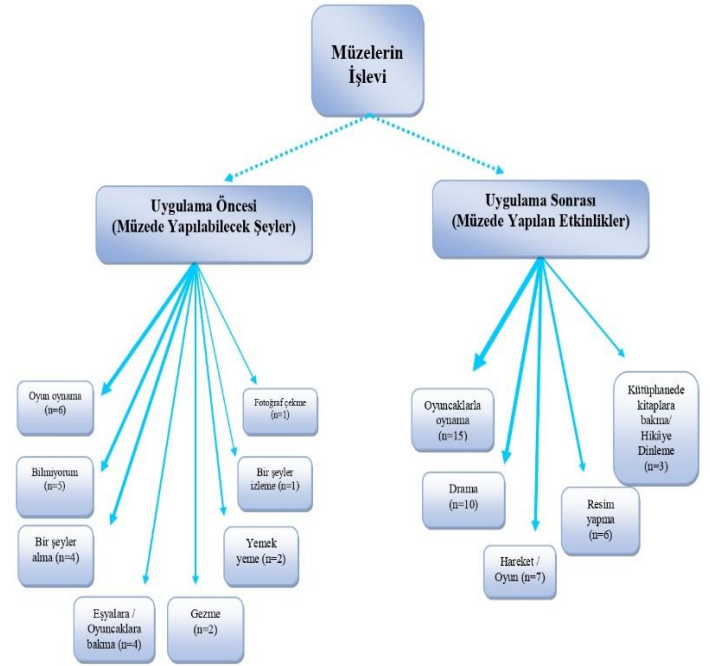 Müzelerin
İşlevi
Uygulama Öncesi
(Müzede Yapılabilecek Şeyler)
Uygulama Sonrası
(Müzede Yapılan Etkinlikler)
Oyun oynama
(n=6)
Bilmiyorum
(n=5)
Bir şeyler
alma (n=4)
Eşyalara /
Oyuncaklara
bakma (n=4)
Gezme
(n=2)
Yemek
yeme (n=2)
Bir şeyler
izleme (n=1)
Fotoğraf çekme
(n=1)
Oyuncaklarla
oynama
(n=15)
Drama
(n=10)
Hareket /
Oyun (n=7)
Resim
yapma
(n=6)
Kütüphanede
kitaplara
bakma/
Hikâye
Dinleme
(n=3)